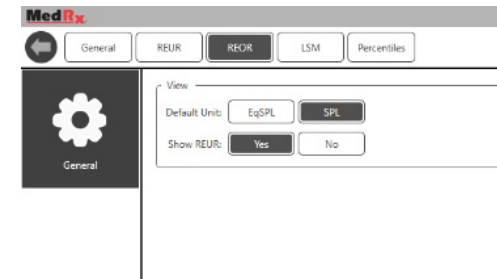 MedRx
General REUR REOR LSM Percentiles
View
Default Unit: EqSPL SPL
Show REUR: Yes No
General